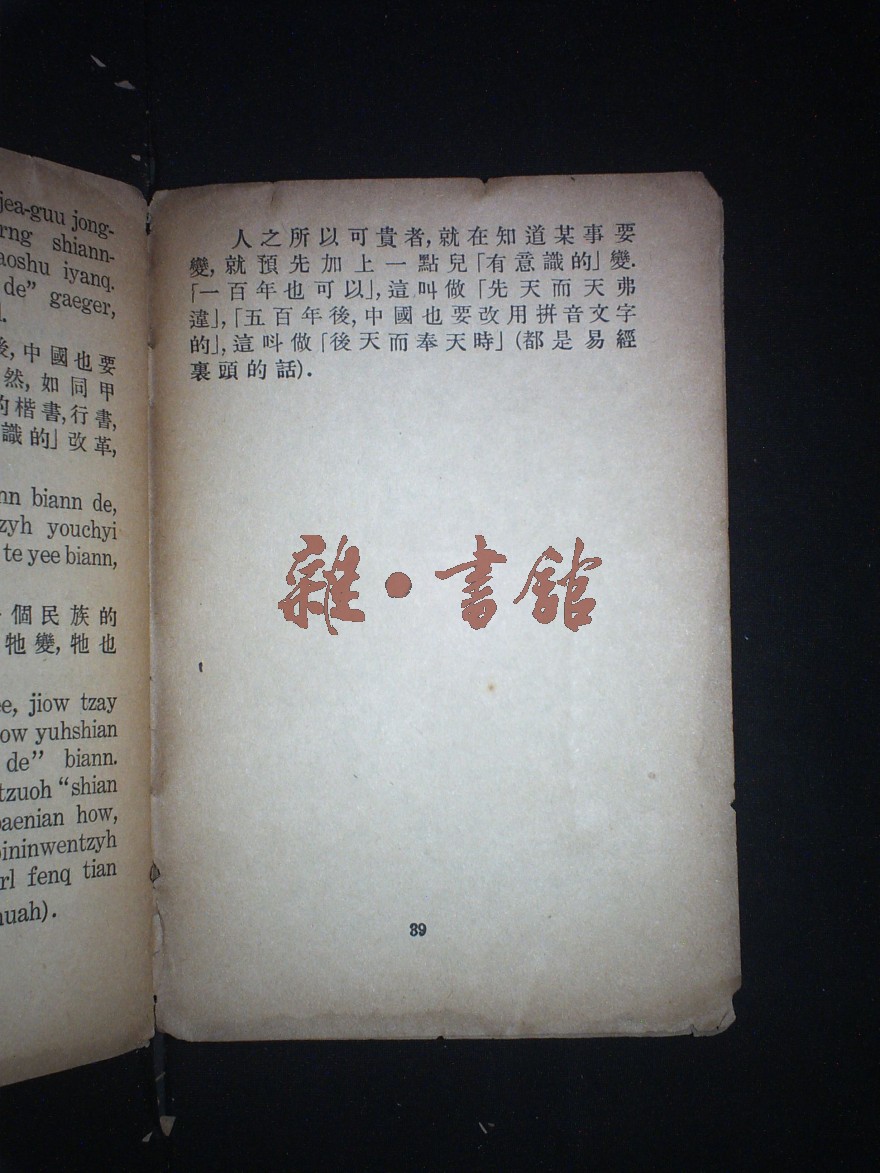 jea-guu jong-
rng shiann-
aoshu iyanq.
de” gaeger,
後, 中國也要
然, 如同甲
的楷書, 行書,
識的」改革,
nn biann de,
zyh youchyi
te yee biann,
個民族的
牠變, 牠也
ee, jiow tzay
ow yuhshian
de” biann.
tzuoh “shian
baenian how,
pininwentzyh
rl fenq tian
huah).
人之所以可貴者, 就在知道某事要
變, 就預先加上一點兒「有意識的」變.
「一百年也可以」, 這叫做「先天而天弗
違」, 「五百年後, 中國也要改用拼音文字
的」, 這叫做「後天而奉天時」(都是易經
裏頭的話).
雜·書館
39